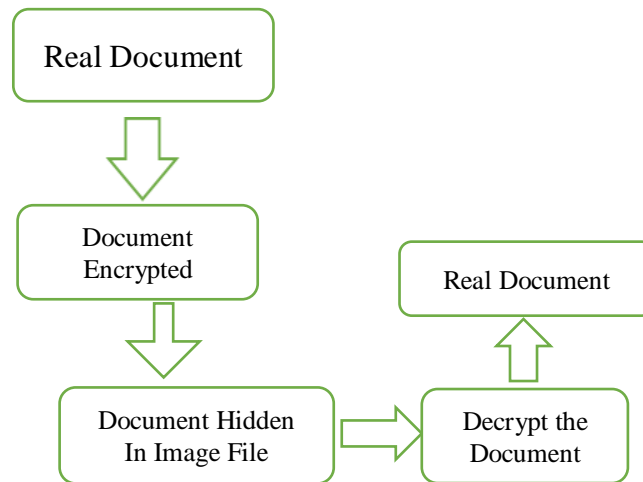 Real Document
Document
Encrypted
Document Hidden
In Image File
Decrypt the
Document
Real Document